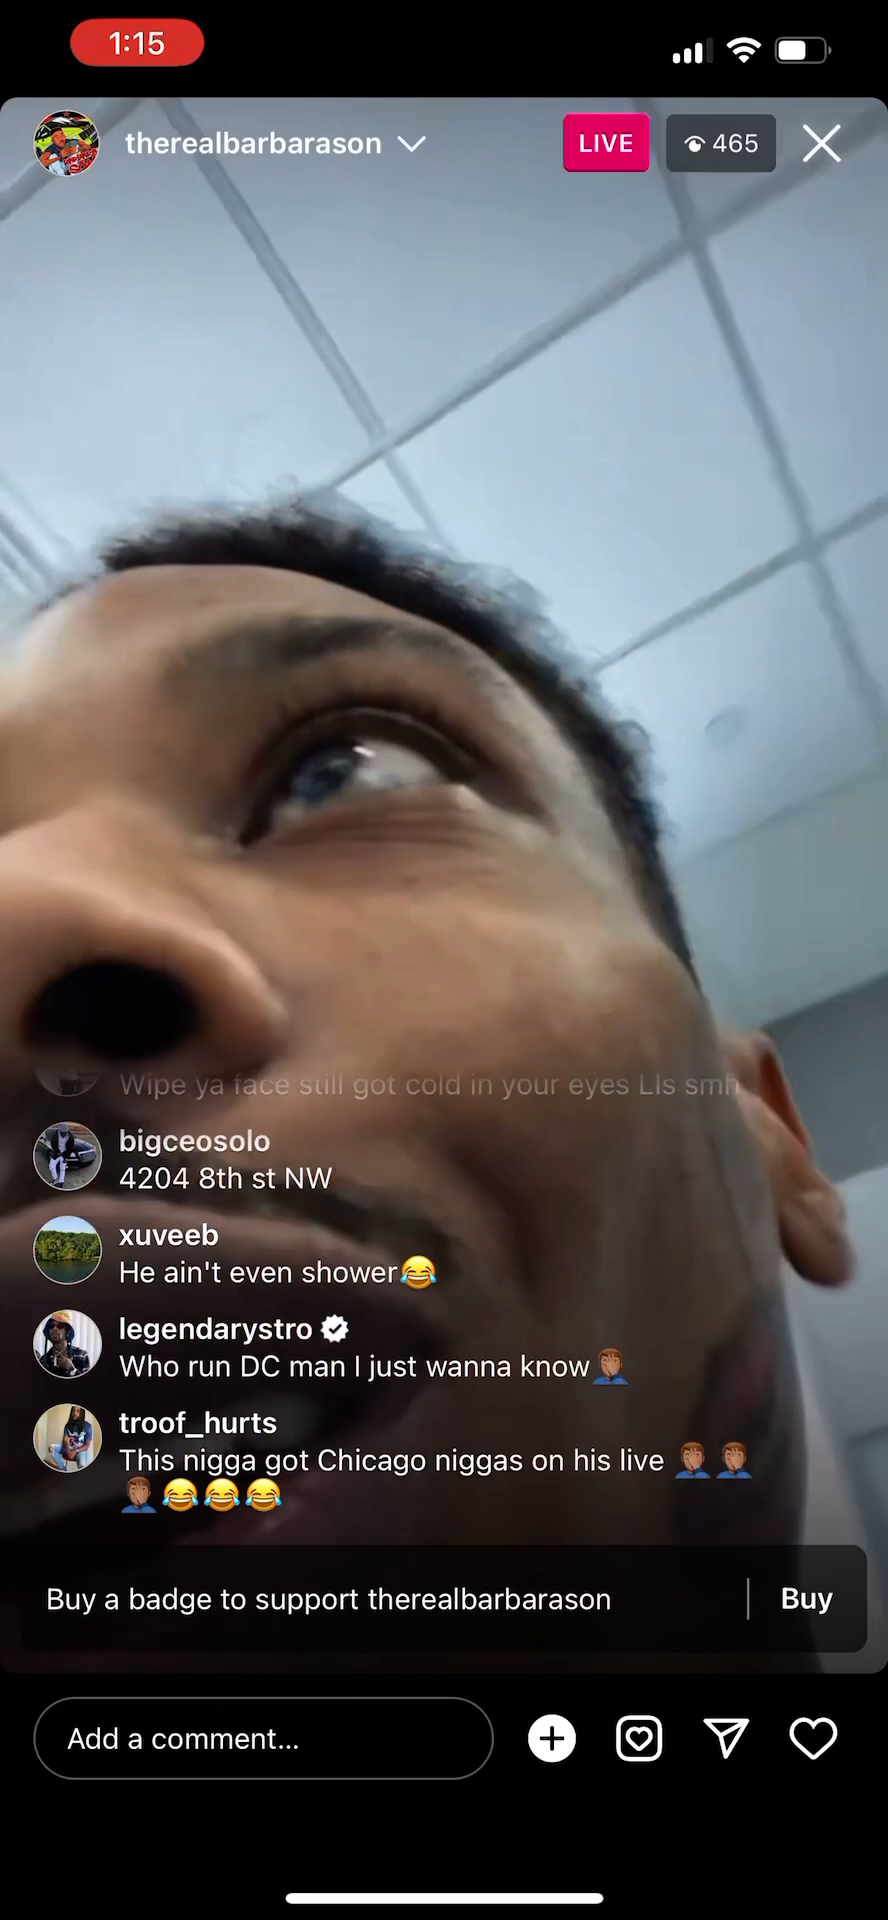 1:15
therealbarbarason
LIVE
465
Wipe ya face still got cold in your eyes Lls smh
bigceosolo
4204 8th st NW
xuveeb
He ain't even shower😂
legendarystro
Who run DC man I just wanna know🤦🏽‍♂️
troof_hurts
This nigga got Chicago niggas on his live 🤦🏽‍♂️🤦🏽‍♂️
🤦🏽‍♂️😂😂😂
Buy a badge to support therealbarbarason
Buy
Add a comment...